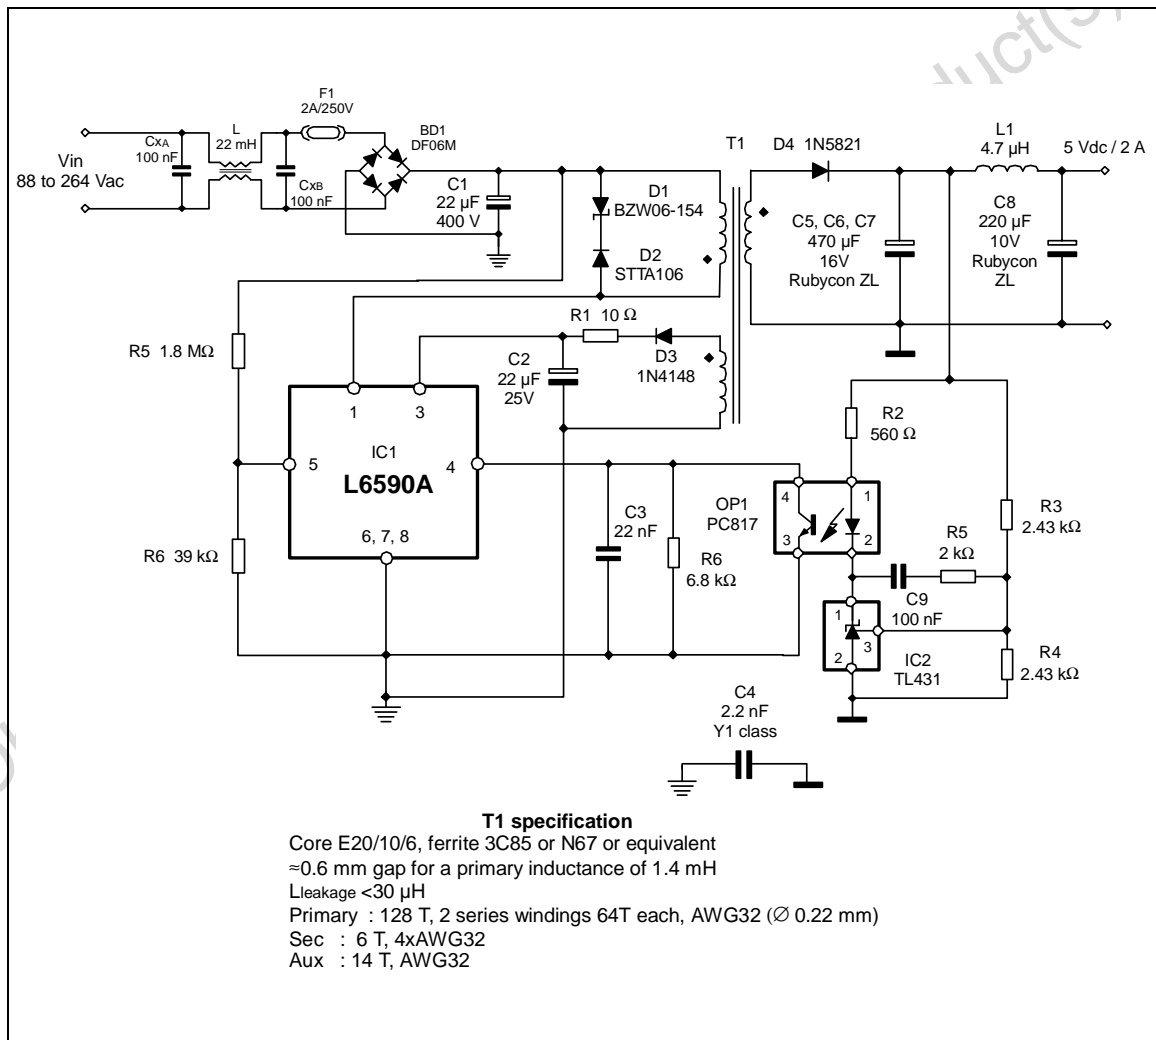 duct(s)
F1
2A/250V
L
22 mH
CxA
100 nF
CxB
100 nF
BD1
DF06M
Vin
88 to 264 Vac
C1
22 µF
400 V
D1
BZW06-154
D2
STTA106
T1
D4 1N5821
L1
4.7 µH
5 Vdc / 2 A
C5, C6, C7
470 µF
16V
Rubycon ZL
C8
220 µF
10V
Rubycon
ZL
R1 10 Ω
D3
1N4148
C2
22 µF
25V
R5 1.8 MΩ
1
3
IC1
L6590A
5
4
6, 7, 8
R6 39 kΩ
C3
22 nF
R6
6.8 kΩ
OP1
PC817
4
1
3
2
R2
560 Ω
R3
2.43 kΩ
R5
2 kΩ
C9
100 nF
1
3
2
IC2
TL431
R4
2.43 kΩ
C4
2.2 nF
Y1 class
T1 specification
Core E20/10/6, ferrite 3C85 or N67 or equivalent
≈0.6 mm gap for a primary inductance of 1.4 mH
Lleakage <30 µH
Primary : 128 T, 2 series windings 64T each, AWG32 (∅ 0.22 mm)
Sec : 6 T, 4xAWG32
Aux : 14 T, AWG32